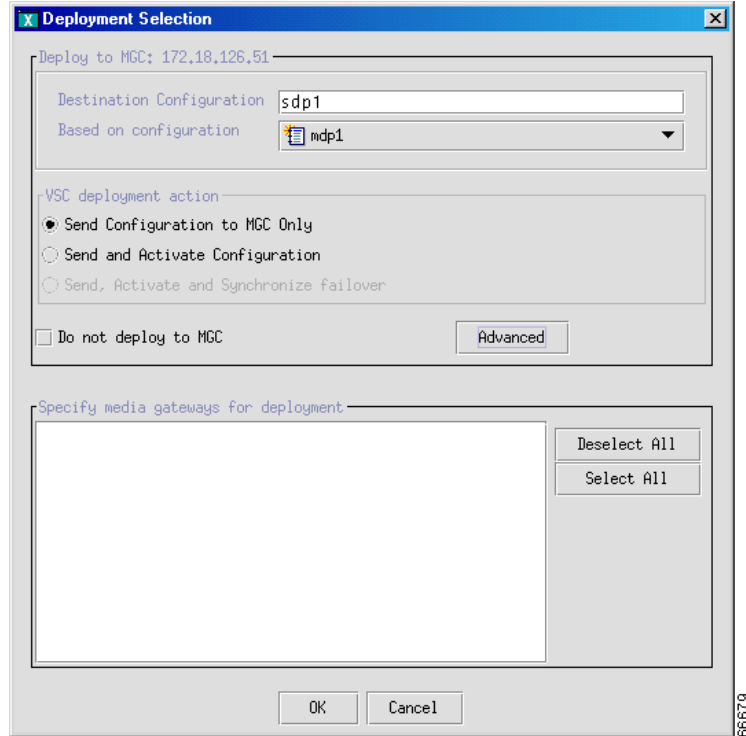 X Deployment Selection
Deploy to MGC: 172.18.126.51
Destination Configuration sdp1
Based on configuration mdp1
VSC deployment action
Send Configuration to MGC Only
Send and Activate Configuration
Send, Activate and Synchronize failover
Do not deploy to MGC Advanced
Specify media gateways for deployment
Deselect All
Select All
OK Cancel
66679